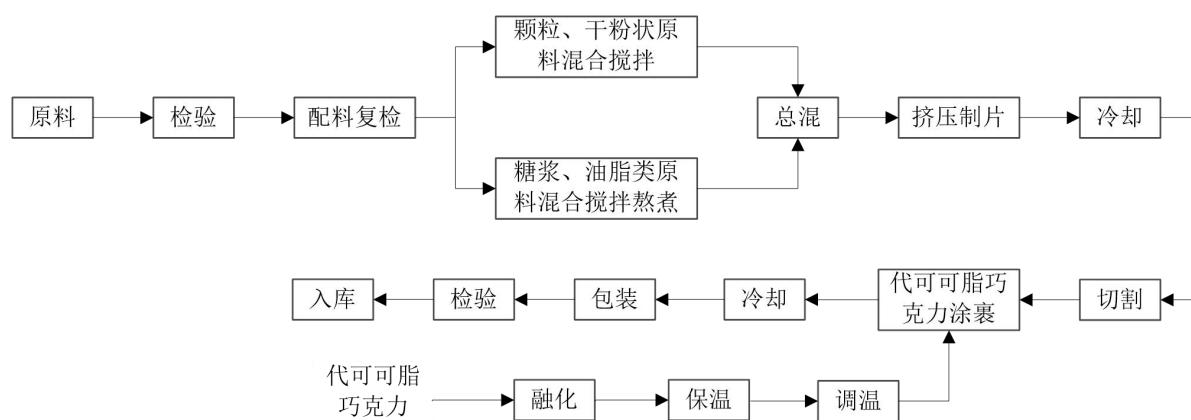 颗粒、干粉状原
料混合搅拌
原料
检验
配料复检
总混
挤压制片
冷却
糖浆、油脂类原
料混合搅拌熬煮
入库
检验
包装
冷却
代可可脂巧
克力涂裹
切割
代可可脂
巧克力
融化
保温
调温